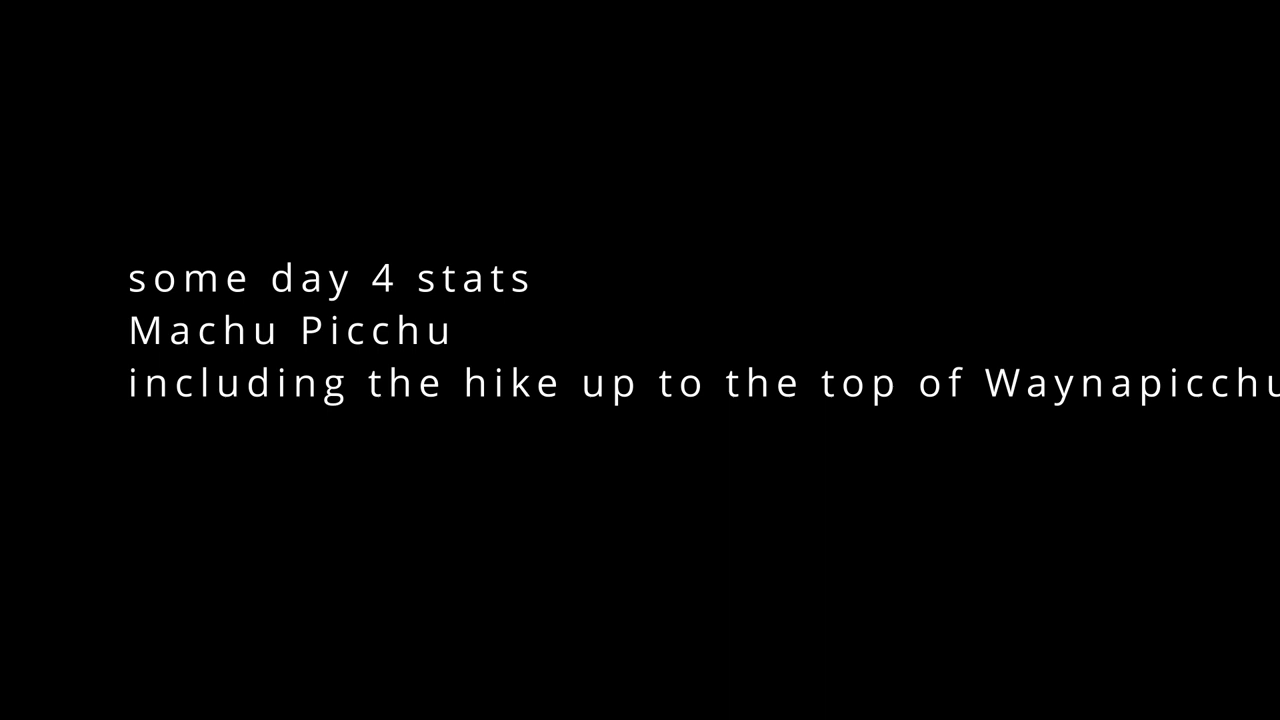 some day 4 stats
Machu Picchu
including the hike up to the top of Waynapicchu